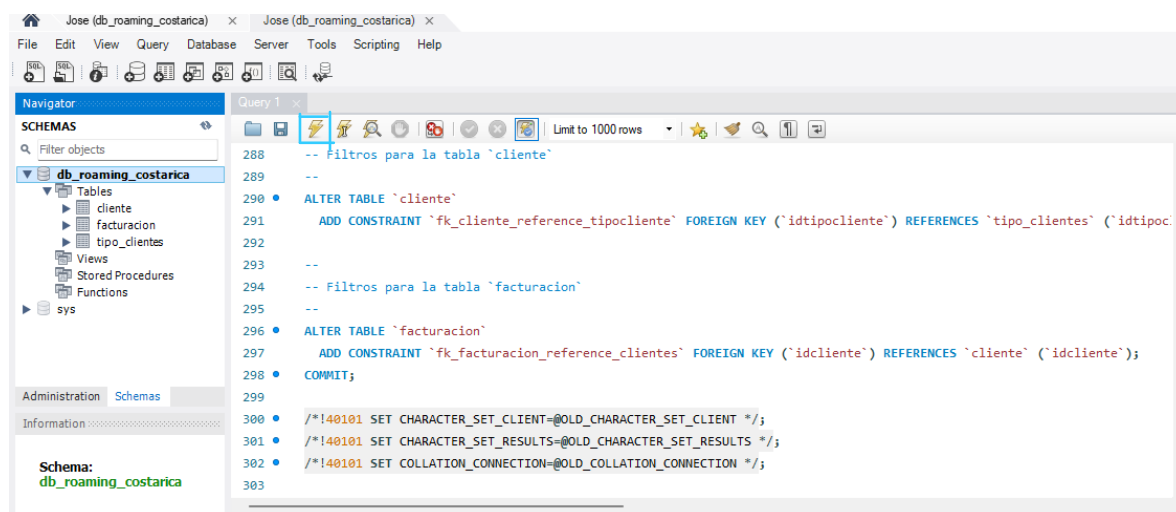 Jose (db_roaming_costarica) × Jose (db_roaming_costarica) ×
File Edit View Query Database Server Tools Scripting Help
Navigator
SCHEMAS
Filter objects
db_roaming_costarica
Tables
cliente
facturacion
tipo_clientes
Views
Stored Procedures
Functions
sys
Administration Schemas
Information
Schema:
db_roaming_costarica
Query 1 ×
Limit to 1000 rows
288 -- Filtros para la tabla `cliente`
289 --
290 ALTER TABLE `cliente`
291 ADD CONSTRAINT `fk_cliente_reference_tipocliente` FOREIGN KEY (`idtipocliente`) REFERENCES `tipo_clientes` (`idtipoc
292
293 --
294 -- Filtros para la tabla `facturacion`
295 --
296 ALTER TABLE `facturacion`
297 ADD CONSTRAINT `fk_facturacion_reference_clientes` FOREIGN KEY (`idcliente`) REFERENCES `cliente` (`idcliente`);
298 COMMIT;
299
300 /*!40101 SET CHARACTER_SET_CLIENT=@OLD_CHARACTER_SET_CLIENT */;
301 /*!40101 SET CHARACTER_SET_RESULTS=@OLD_CHARACTER_SET_RESULTS */;
302 /*!40101 SET COLLATION_CONNECTION=@OLD_COLLATION_CONNECTION */;
303